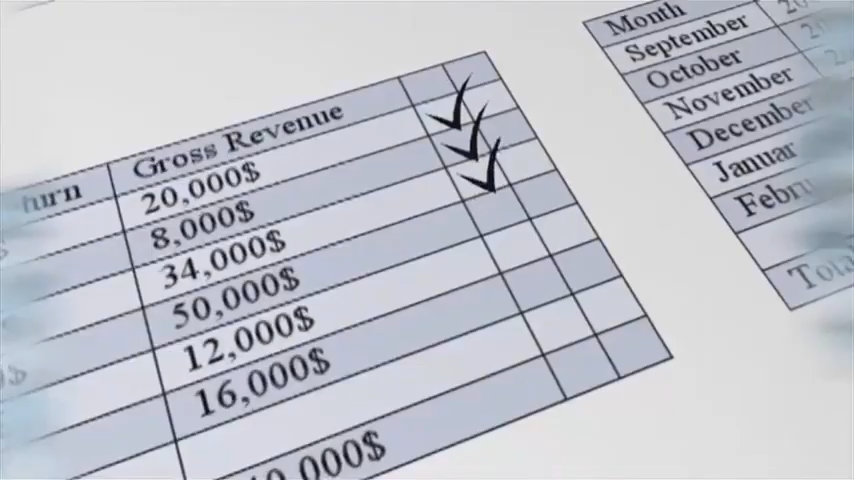 Gross Revenue
20,000$
8,000$
34,000$
50,000$
12,000$
16,000$
Month
September
October
November
December